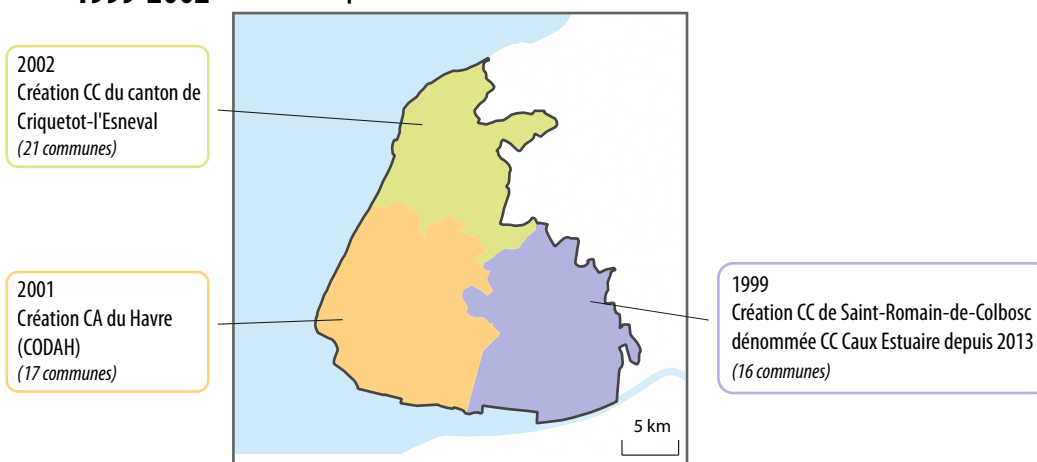 2002
Création CC du canton de
Criquetot-l'Esneval
(21 communes)
2001
Création CA du Havre
(CODAH)
(17 communes)
1999
Création CC de Saint-Romain-de-Colbosc
dénommée CC Caux Estuaire depuis 2013
(16 communes)
5 km